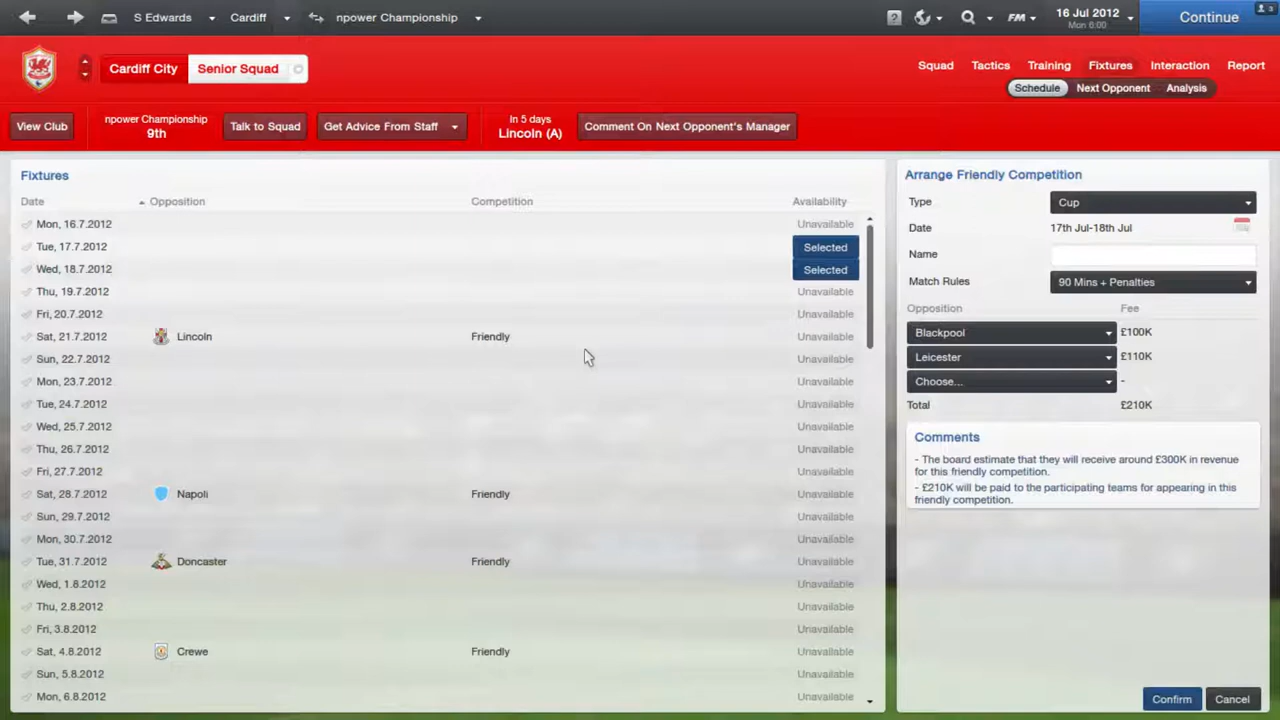 S Edwards Cardiff npower Championship ? FM 16 Jul 2012 Mon 6:00 Continue 3
Cardiff City Senior Squad Squad Tactics Training Fixtures Interaction Report
Schedule Next Opponent Analysis
View Club npower Championship 9th Talk to Squad Get Advice From Staff In 5 days Lincoln (A) Comment On Next Opponent's Manager
Fixtures
Date Opposition Competition Availability
Mon, 16.7.2012 Unavailable
Tue, 17.7.2012 Selected
Wed, 18.7.2012 Selected
Thu, 19.7.2012 Unavailable
Fri, 20.7.2012 Unavailable
Sat, 21.7.2012 Lincoln Friendly Unavailable
Sun, 22.7.2012 Unavailable
Mon, 23.7.2012 Unavailable
Tue, 24.7.2012 Unavailable
Wed, 25.7.2012 Unavailable
Thu, 26.7.2012 Unavailable
Fri, 27.7.2012 Unavailable
Sat, 28.7.2012 Napoli Friendly Unavailable
Sun, 29.7.2012 Unavailable
Mon, 30.7.2012 Unavailable
Tue, 31.7.2012 Doncaster Friendly Unavailable
Wed, 1.8.2012 Unavailable
Thu, 2.8.2012 Unavailable
Fri, 3.8.2012 Unavailable
Sat, 4.8.2012 Crewe Friendly Unavailable
Sun, 5.8.2012 Unavailable
Mon, 6.8.2012 Unavailable
Arrange Friendly Competition
Type Cup
Date 17th Jul-18th Jul
Name
Match Rules 90 Mins + Penalties
Opposition Fee
Blackpool £100K
Leicester £110K
Choose... -
Total £210K
Comments
- The board estimate that they will receive around £300K in revenue
for this friendly competition.
- £210K will be paid to the participating teams for appearing in this
friendly competition.
Confirm Cancel